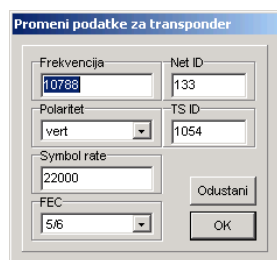 Promeni podatke za transponder
Frekvencija
10788
Net ID
133
Polaritet
vert
TS ID
1054
Symbol rate
22000
FEC
5/6
Odustani
OK